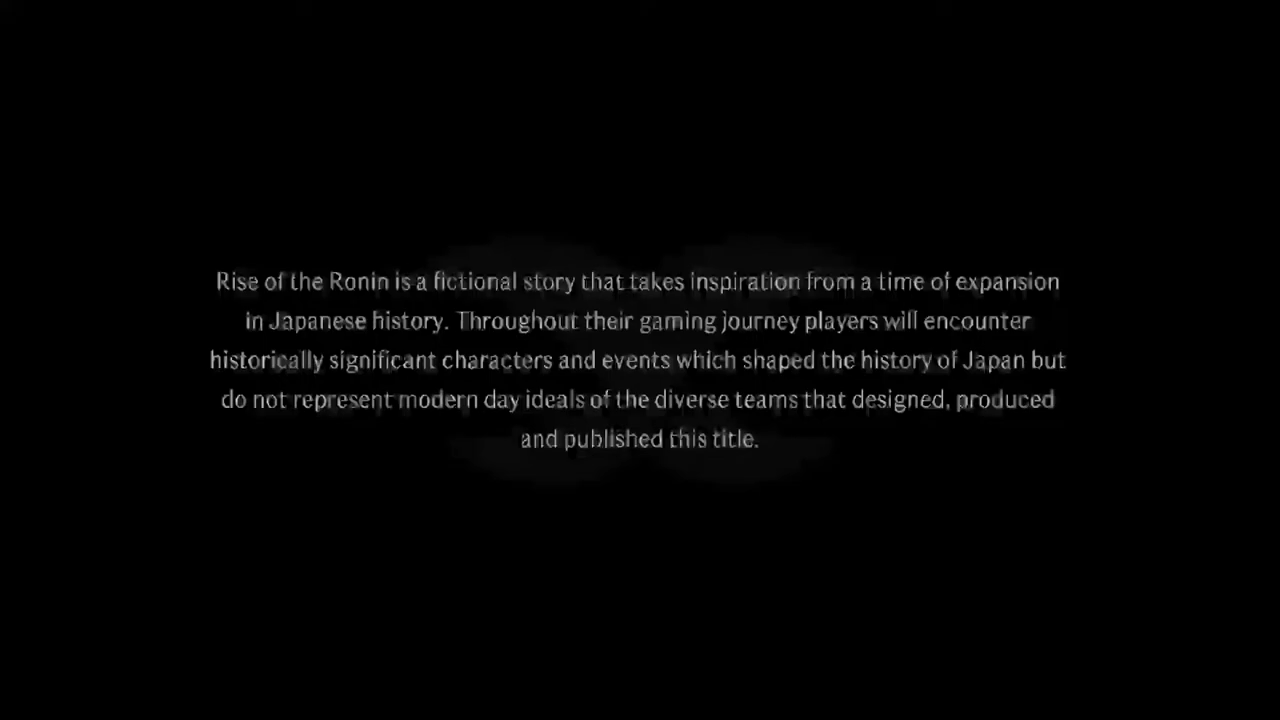 Rise of the Ronin is a fictional story that takes inspiration from a time of expansion
in Japanese history. Throughout their gaming journey players will encounter
historically significant characters and events which shaped the history of Japan but
do not represent modern day ideals of the diverse teams that designed, produced
and published this title.